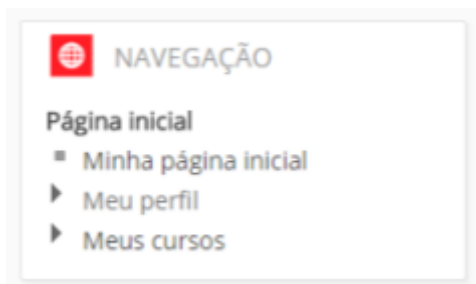 NAVEGAÇÃO
Página inicial
Minha página inicial
Meu perfil
Meus cursos